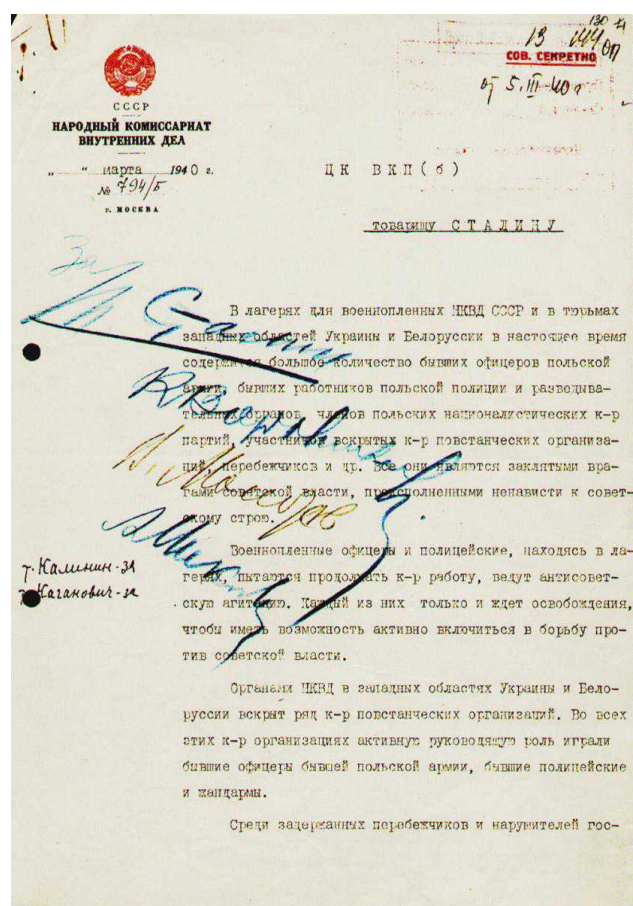 13 144 оп
СОВ. СЕКРЕТНО
от 5.III-40 г
СССР
НАРОДНЫЙ КОМИССАРИАТ
ВНУТРЕННИХ ДЕЛ
„ “ марта 1940 г.
№ 794/Б
г. МОСКВА
ЦК ВКП(б)
товарищу СТАЛИНУ
За
И Сталин
К Ворошилов
В. Молотов
А Микоян
т. Калинин - за
т. Каганович - за
В лагерях для военнопленных НКВД СССР и в тюрьмах
западных областей Украины и Белоруссии в настоящее время
содержится большое количество бывших офицеров польской
армии, бывших работников польской полиции и разведыва-
тельных органов, членов польских националистических к-р
партий, участников вскрытых к-р повстанческих организа-
ций, перебежчиков и др. Все они являются заклятыми вра-
гами советской власти, преисполненными ненависти к совет-
скому строю.
Военнопленные офицеры и полицейские, находясь в ла-
герях, пытаются продолжать к-р работу, ведут антисовет-
скую агитацию. Каждый из них только и ждет освобождения,
чтобы иметь возможность активно включиться в борьбу про-
тив советской власти.
Органами НКВД в западных областях Украины и Бело-
руссии вскрыт ряд к-р повстанческих организаций. Во всех
этих к-р организациях активную руководящую роль играли
бывшие офицеры бывшей польской армии, бывшие полицейские
и жандармы.
Среди задержанных перебежчиков и нарушителей гос-